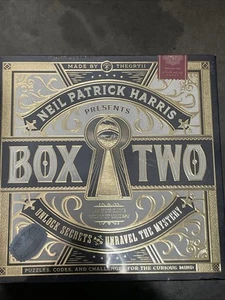 MADE BY THEORY11
NEIL PATRICK HARRIS
PRESENTS
BOX TWO
UNLOCK SECRETS UNRAVEL THE MYSTERY
PUZZLES, CODES, AND CHALLENGES FOR THE CURIOUS MIND